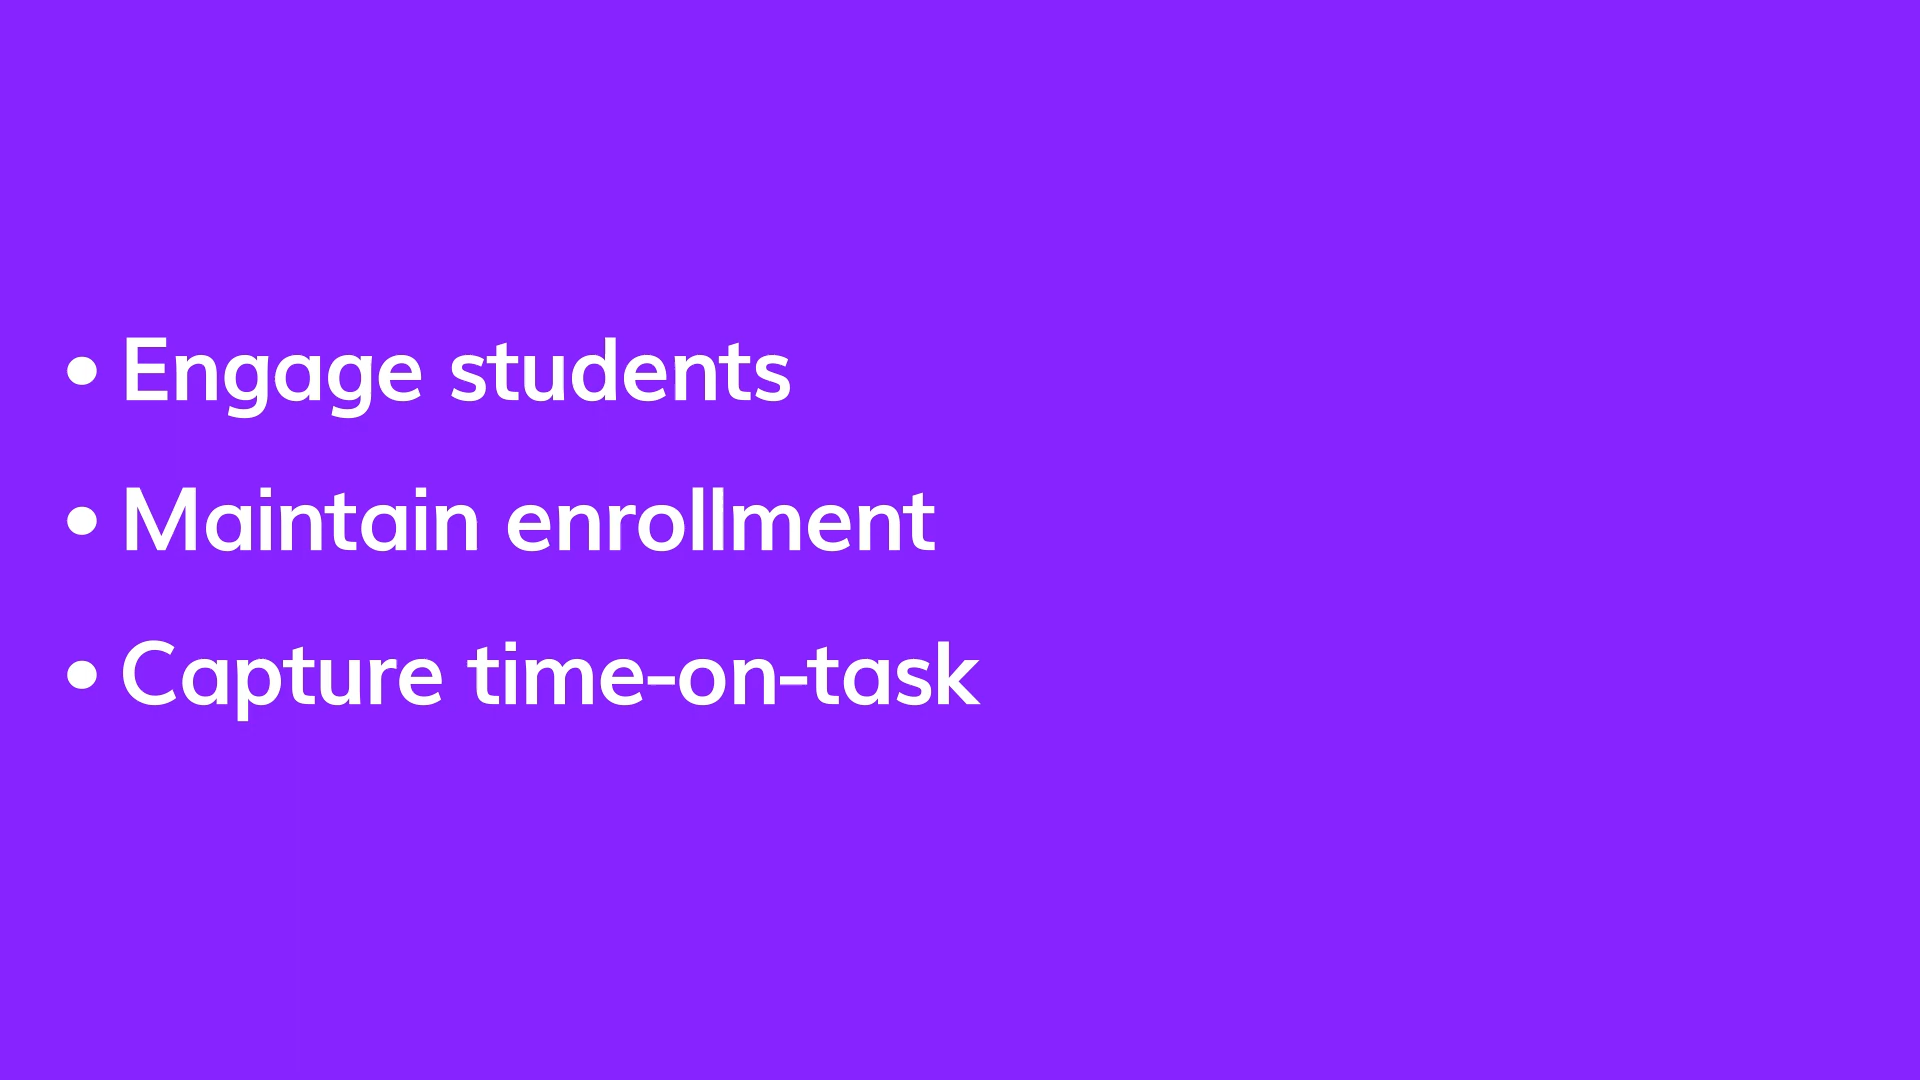 • Engage students
• Maintain enrollment
• Capture time-on-task